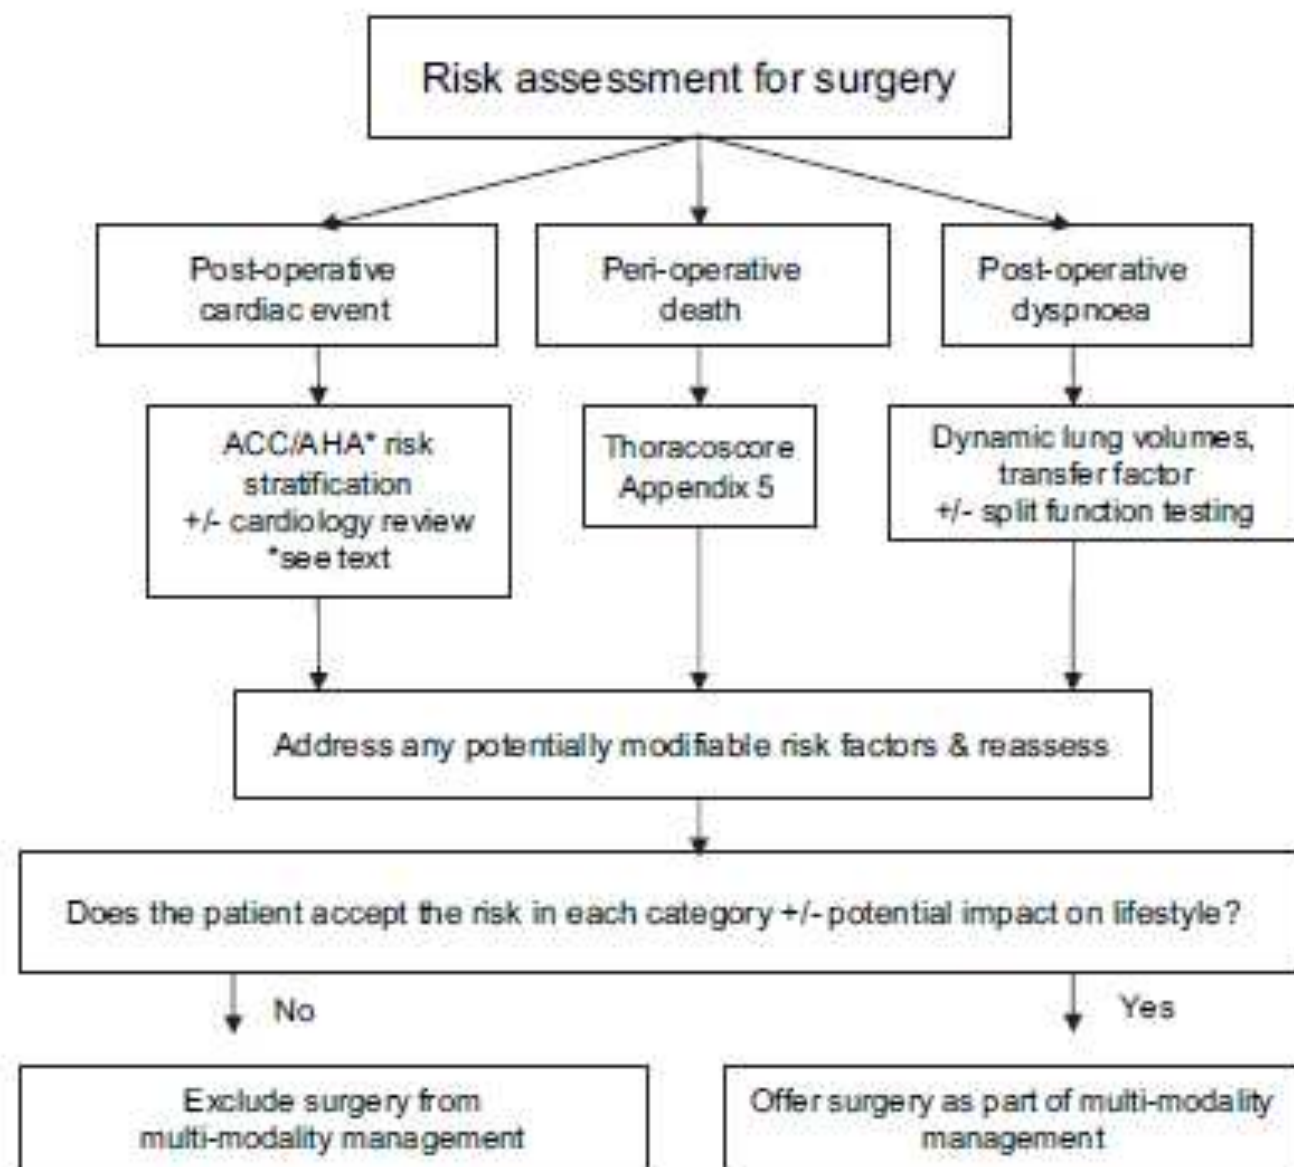 Risk assessment for surgery
Post-operative
cardiac event
Peri-operative
death
Post-operative
dyspnoea
ACC/AHA* risk
stratification
+/- cardiology review
*see text
Thoracoscore
Appendix 5
Dynamic lung volumes,
transfer factor
+/- split function testing
Address any potentially modifiable risk factors & reassess
Does the patient accept the risk in each category +/- potential impact on lifestyle?
No
Yes
Exclude surgery from
multi-modality management
Offer surgery as part of multi-modality
management